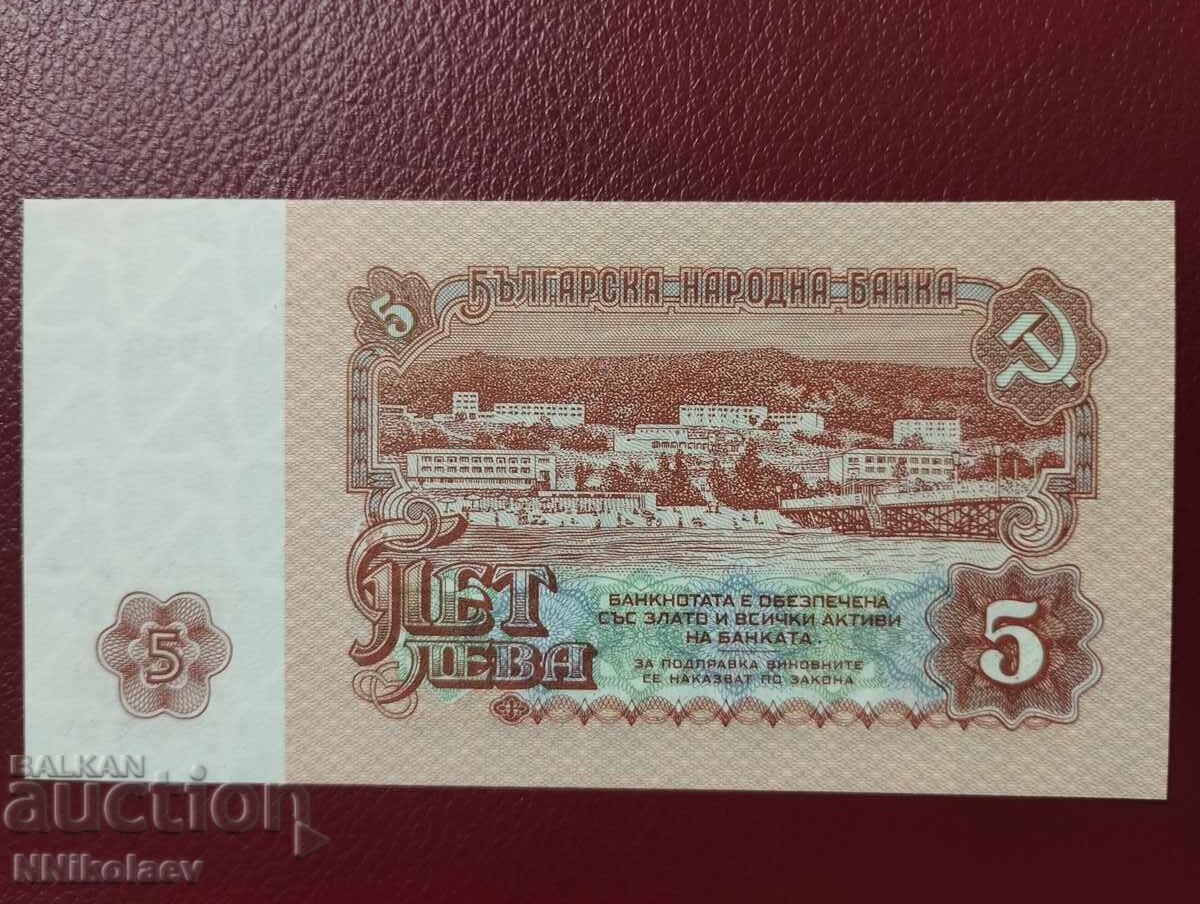 БЪЛГАРСКА НАРОДНА БАНКА
5
ПЕТ
ЛЕВА
БАНКНОТАТА Е ОБЕЗПЕЧЕНА
СЪС ЗЛАТО И ВСИЧКИ АКТИВИ
НА БАНКАТА.
ЗА ПОДПРАВКА ВИНОВНИТЕ
СЕ НАКАЗВАТ ПО ЗАКОНА
5
5
BALKAN
auction
NNikolaev